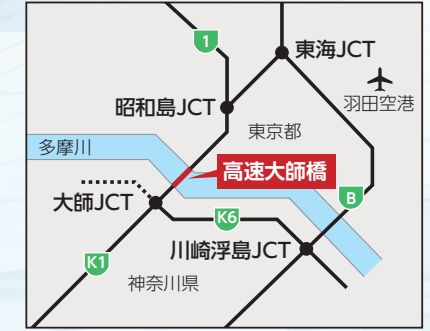 1
東海JCT
羽田空港
昭和島JCT
東京都
多摩川
高速大師橋
大師JCT
B
K6
川崎浮島JCT
K1
神奈川県